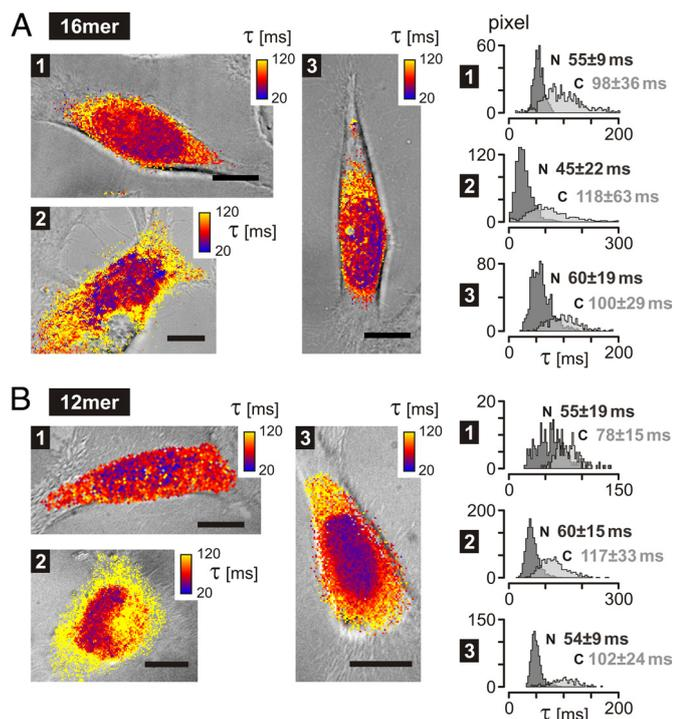 A 16mer
1
τ [ms]
120
20
3
τ [ms]
120
20
2
120
τ [ms]
20
pixel
60
0
1
N 55±9 ms
C 98±36 ms
0 200
120
0
2
N 45±22 ms
C 118±63 ms
0 300
80
0
3
N 60±19 ms
C 100±29 ms
0 200
τ [ms]
B 12mer
1
τ [ms]
120
20
3
τ [ms]
120
20
2
120
τ [ms]
20
20
0
1
N 55±19 ms
C 78±15 ms
0 150
200
0
2
N 60±15 ms
C 117±33 ms
0 300
150
0
3
N 54±9 ms
C 102±24 ms
0 200
τ [ms]